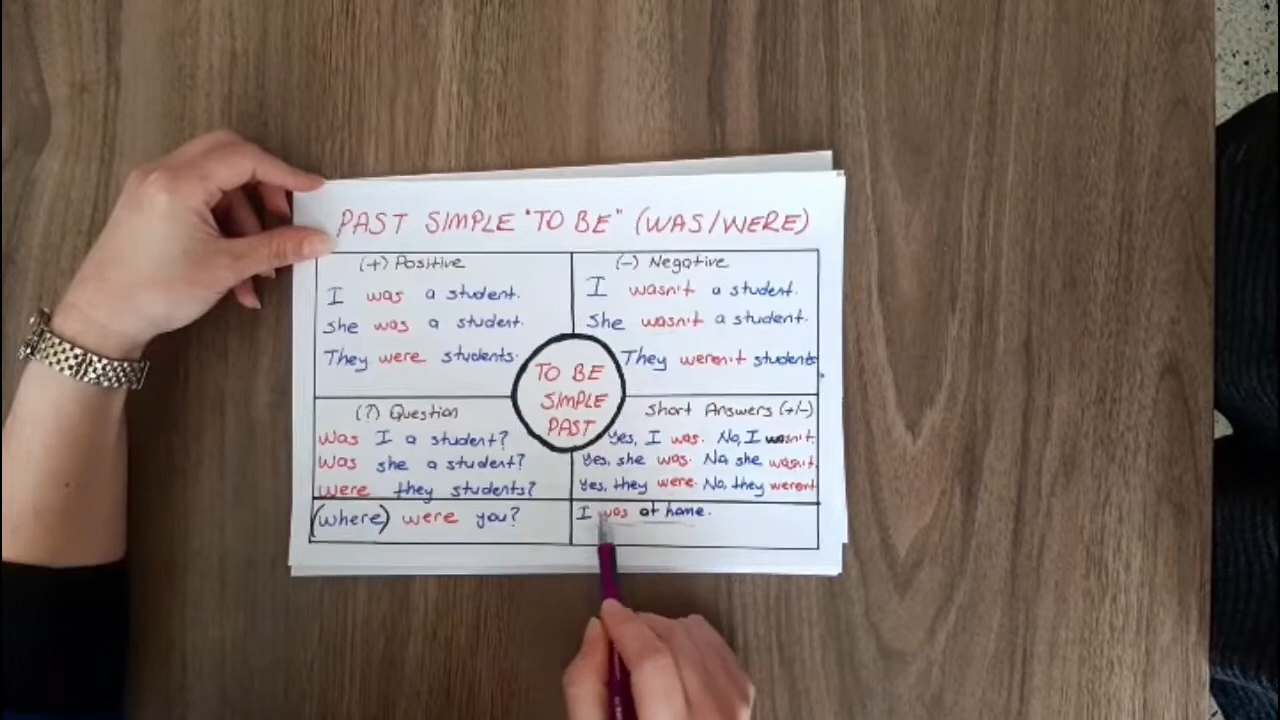 PAST SIMPLE "TO BE" (WAS/WERE)
(+) Positive
I was a student.
She was a student.
They were students.
(-) Negative
I wasn't a student.
She wasn't a student.
They weren't students
TO BE
SIMPLE
PAST
(?) Question
Was I a student?
Was she a student?
Were they students?
(where) were you?
Short Answers (+/-)
Yes, I was. No, I wasn't.
Yes, she was. No, she wasn't.
Yes, they were. No, they weren't
I was at home.